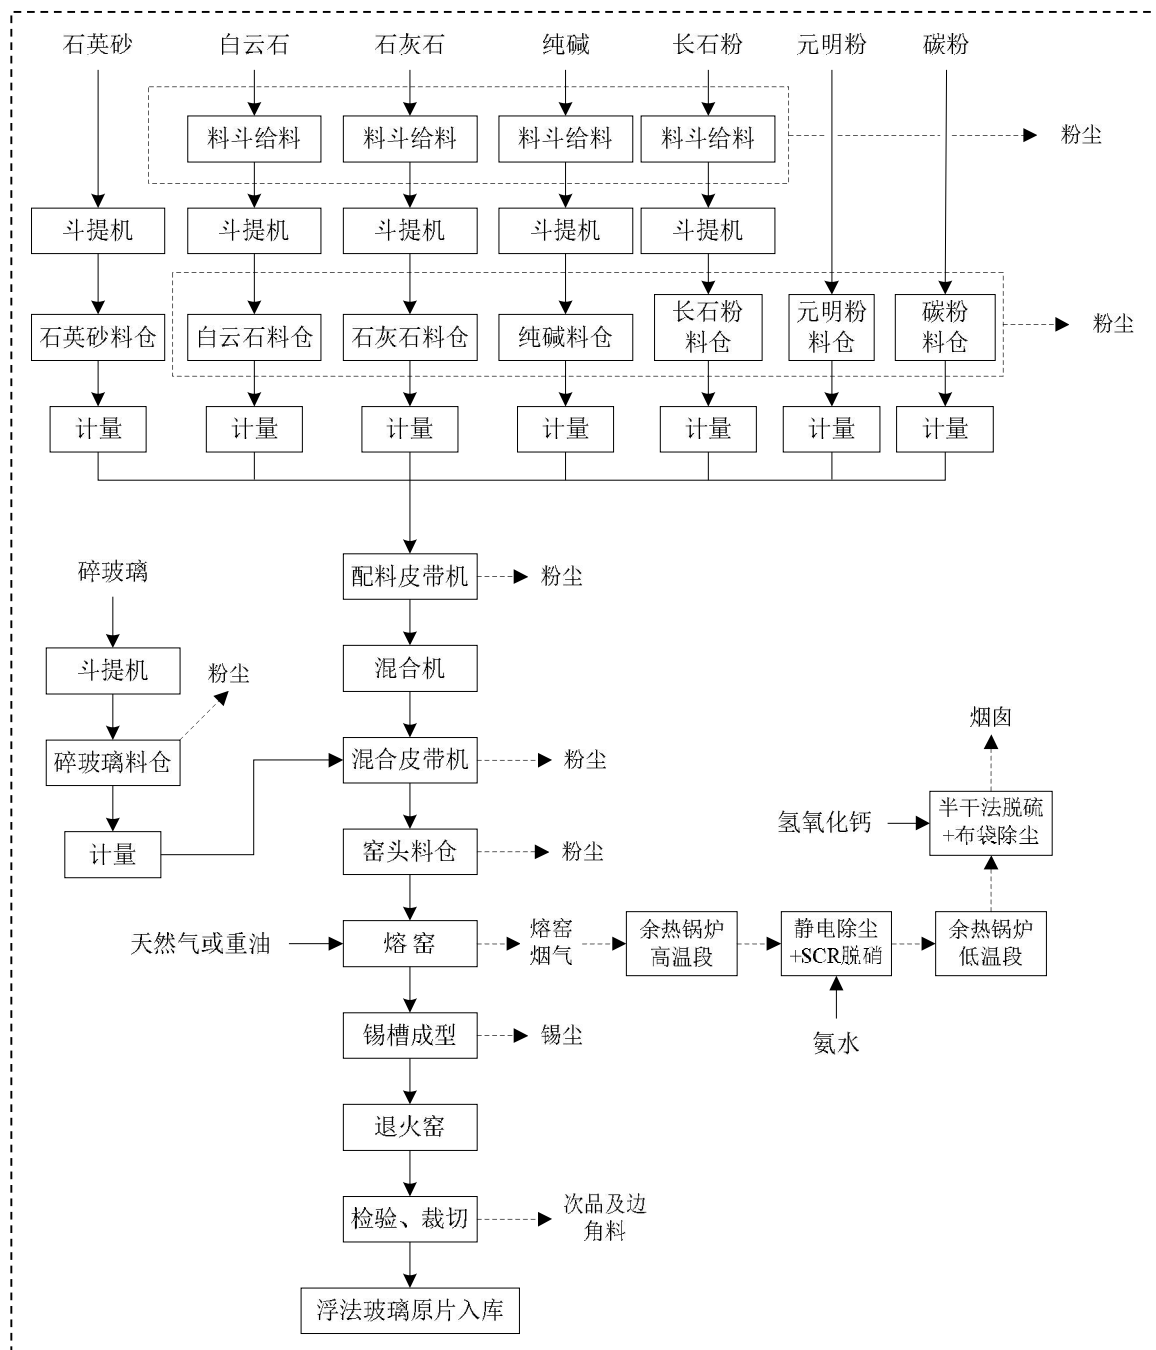 石英砂
白云石
石灰石
纯碱
长石粉
元明粉
碳粉
料斗给料
料斗给料
料斗给料
料斗给料
粉尘
斗提机
斗提机
斗提机
斗提机
斗提机
石英砂料仓
白云石料仓
石灰石料仓
纯碱料仓
长石粉
料仓
元明粉
料仓
碳粉
料仓
粉尘
计量
计量
计量
计量
计量
计量
计量
碎玻璃
配料皮带机
粉尘
斗提机
粉尘
混合机
碎玻璃料仓
混合皮带机
粉尘
烟囱
计量
窑头料仓
粉尘
氢氧化钙
半干法脱硫
+布袋除尘
天然气或重油
熔窑
熔窑
烟气
余热锅炉
高温段
静电除尘
+SCR脱硝
余热锅炉
低温段
锡槽成型
锡尘
氨水
退火窑
检验、裁切
次品及边
角料
浮法玻璃原片入库